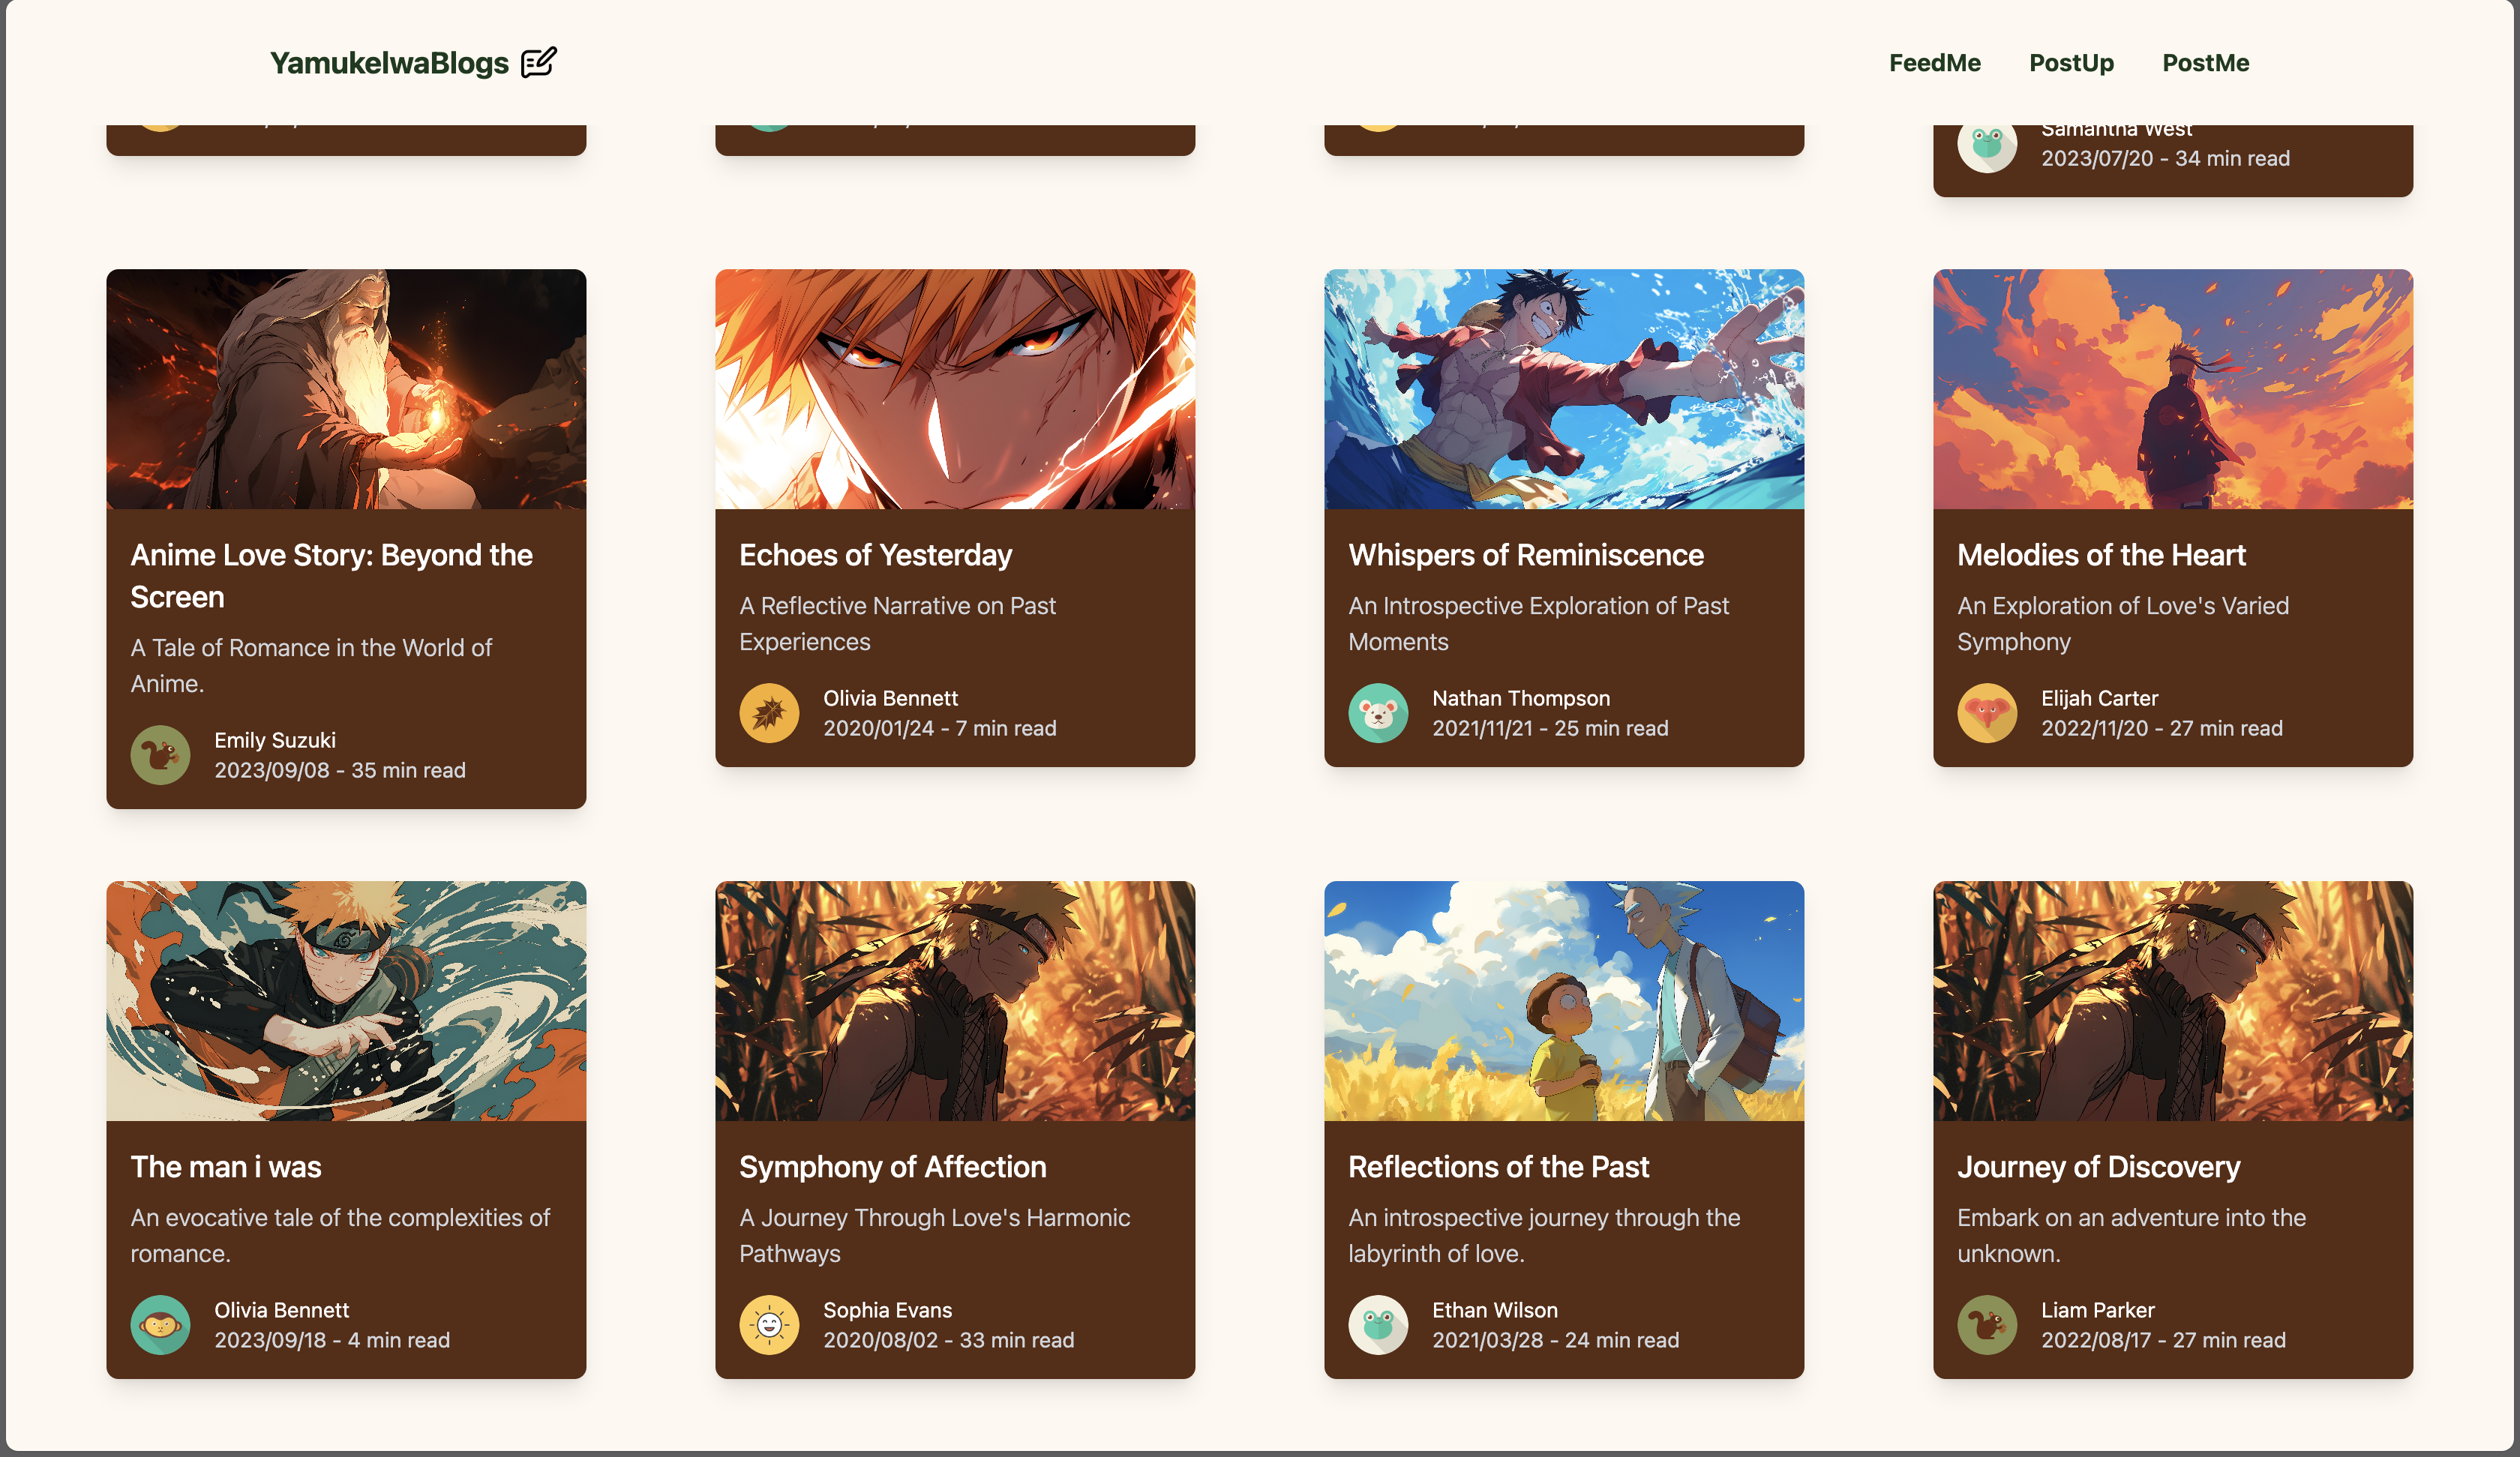 YamukelwaBlogs
FeedMe PostUp PostMe
Samantha West
2023/07/20 - 34 min read
Anime Love Story: Beyond the
Screen
A Tale of Romance in the World of
Anime.
Emily Suzuki
2023/09/08 - 35 min read
Echoes of Yesterday
A Reflective Narrative on Past
Experiences
Olivia Bennett
2020/01/24 - 7 min read
Whispers of Reminiscence
An Introspective Exploration of Past
Moments
Nathan Thompson
2021/11/21 - 25 min read
Melodies of the Heart
An Exploration of Love's Varied
Symphony
Elijah Carter
2022/11/20 - 27 min read
The man i was
An evocative tale of the complexities of
romance.
Olivia Bennett
2023/09/18 - 4 min read
Symphony of Affection
A Journey Through Love's Harmonic
Pathways
Sophia Evans
2020/08/02 - 33 min read
Reflections of the Past
An introspective journey through the
labyrinth of love.
Ethan Wilson
2021/03/28 - 24 min read
Journey of Discovery
Embark on an adventure into the
unknown.
Liam Parker
2022/08/17 - 27 min read